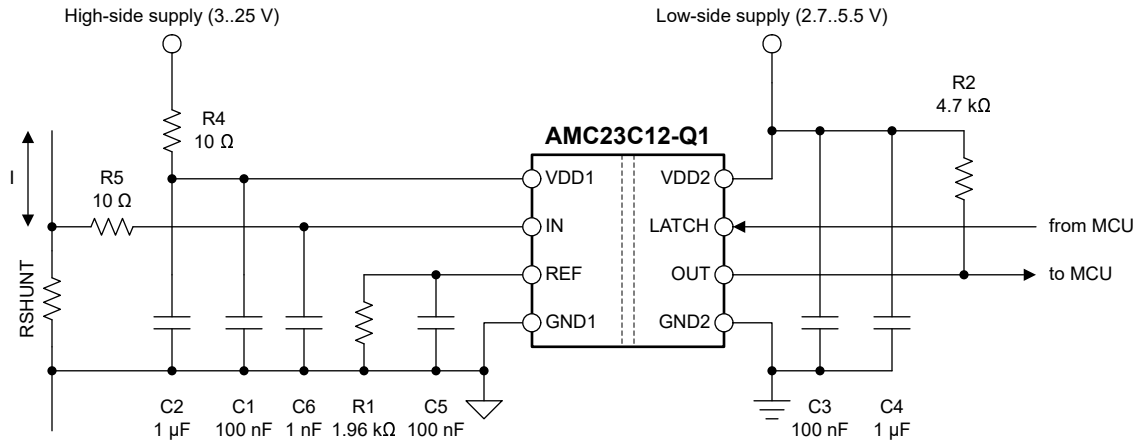 High-side supply (3..25 V)
Low-side supply (2.7..5.5 V)
R4
10 Ω
R2
4.7 kΩ
AMC23C12-Q1
I
R5
10 Ω
VDD1
VDD2
IN
LATCH
from MCU
REF
OUT
to MCU
RSHUNT
GND1
GND2
C2
1 µF
C1
100 nF
C6
1 nF
R1
1.96 kΩ
C5
100 nF
C3
100 nF
C4
1 µF